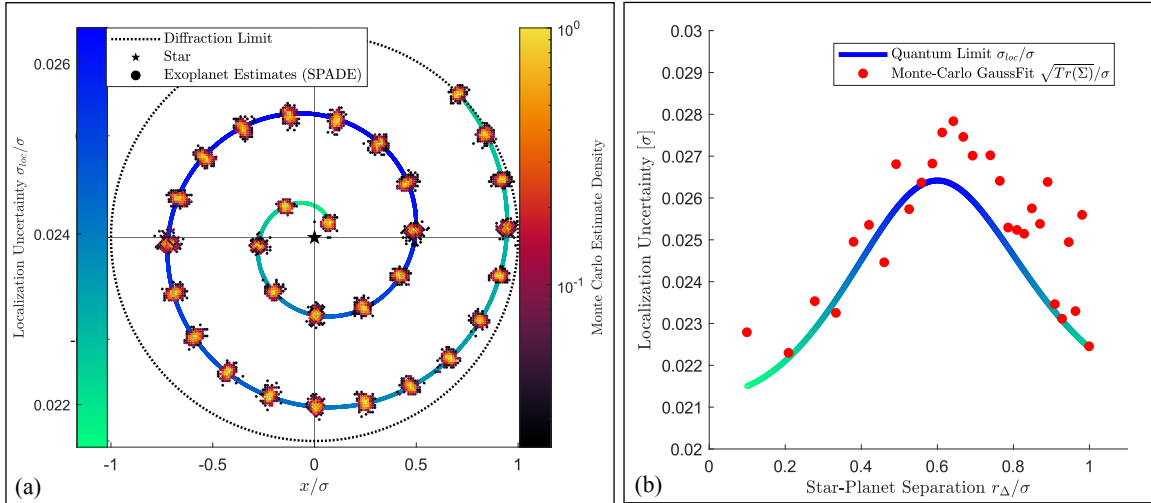 Diffraction Limit
Star
Exoplanet Estimates (SPADE)
Localization Uncertainty σ_loc/σ
0.026
0.024
0.022
10^0
10^-1
Monte Carlo Estimate Density
-1
-0.5
0
0.5
1
x/σ
(a)
Quantum Limit σ_loc/σ
Monte-Carlo GaussFit √Tr(Σ)/σ
Localization Uncertainty [σ]
0.03
0.029
0.028
0.027
0.026
0.025
0.024
0.023
0.022
0.021
0.02
0
0.2
0.4
0.6
0.8
1
Star-Planet Separation r_Δ/σ
(b)